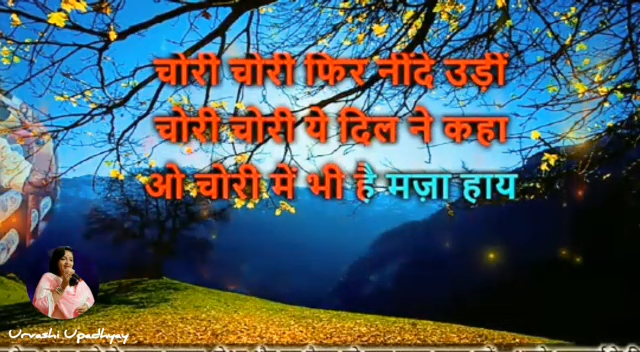 चोरी चोरी फिर नींदे उड़ीं
चोरी चोरी ये दिल ने कहा
ओ चोरी में भी है मज़ा हाय
Urvashi Upadhyay